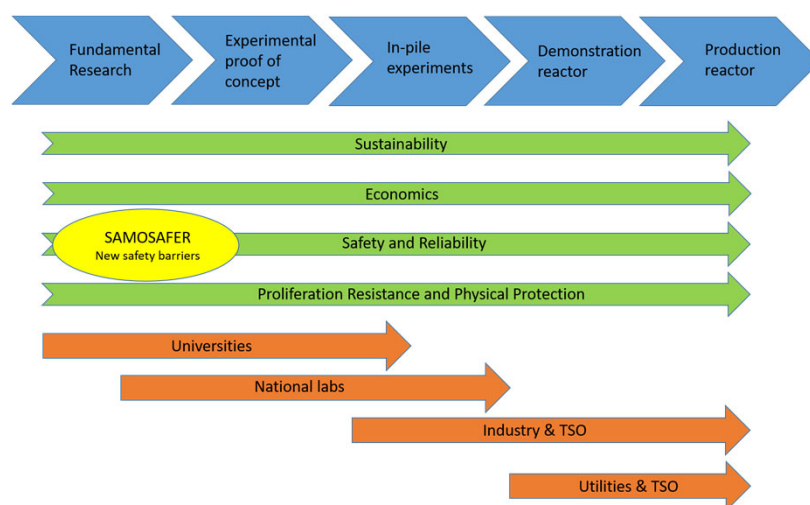 Fundamental
Research
Experimental
proof of
concept
In-pile
experiments
Demonstration
reactor
Production
reactor
Sustainability
Economics
SAMOSAFER
New safety barriers
Safety and Reliability
Proliferation Resistance and Physical Protection
Universities
National labs
Industry & TSO
Utilities & TSO